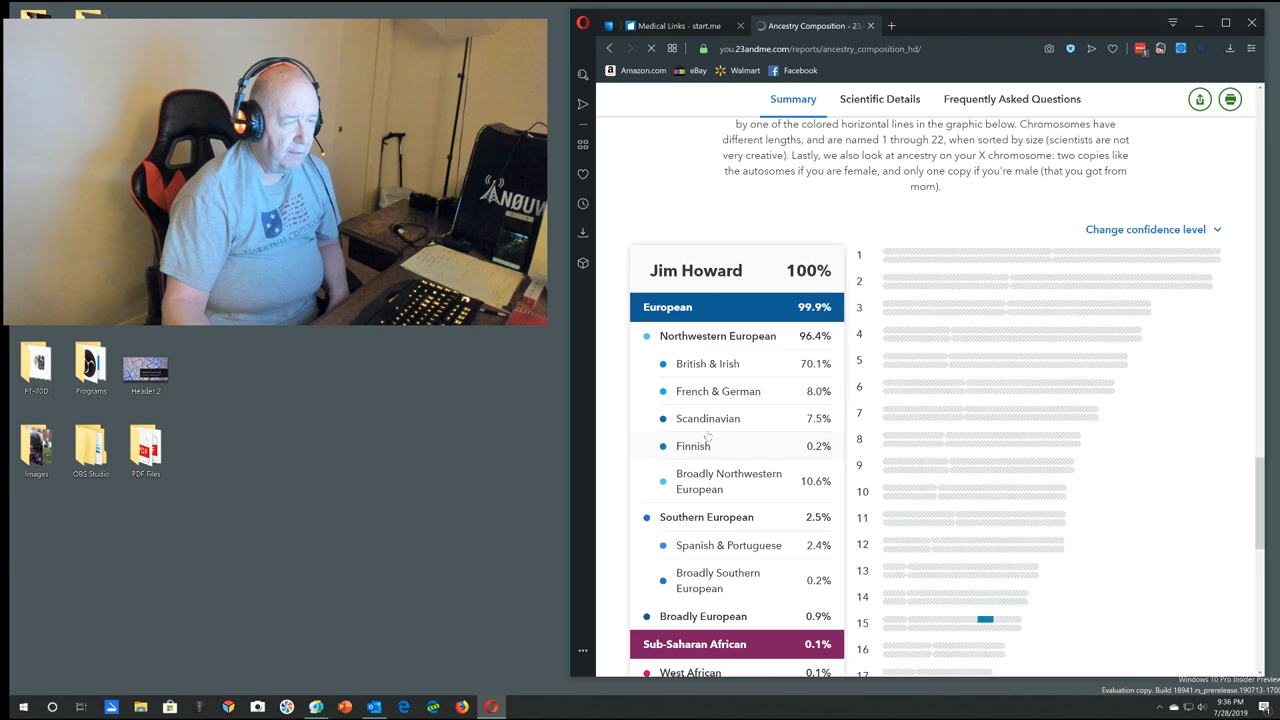 Medical Links - start.me
Ancestry Composition - 23
you.23andme.com/reports/ancestry_composition_hd/
Amazon.com
eBay
Walmart
Facebook
Summary
Scientific Details
Frequently Asked Questions
by one of the colored horizontal lines in the graphic below. Chromosomes have
different lengths, and are named 1 through 22, when sorted by size (scientists are not
very creative). Lastly, we also look at ancestry on your X chromosome: two copies like
the autosomes if you are female, and only one copy if you're male (that you got from
mom).
Change confidence level
Jim Howard 100%
European 99.9%
Northwestern European 96.4%
British & Irish 70.1%
French & German 8.0%
Scandinavian 7.5%
Finnish 0.2%
Broadly Northwestern
European 10.6%
Southern European 2.5%
Spanish & Portuguese 2.4%
Broadly Southern
European 0.2%
Broadly European 0.9%
Sub-Saharan African 0.1%
West African 0.1%
1
2
3
4
5
6
7
8
9
10
11
12
13
14
15
16
17
FT-70D
Programs
Header 2
Images
OBS Studio
PDF Files
Windows 10 Pro Insider Preview
Evaluation copy. Build 18941.rs_prerelease.190713-1700
9:36 PM
7/28/2019